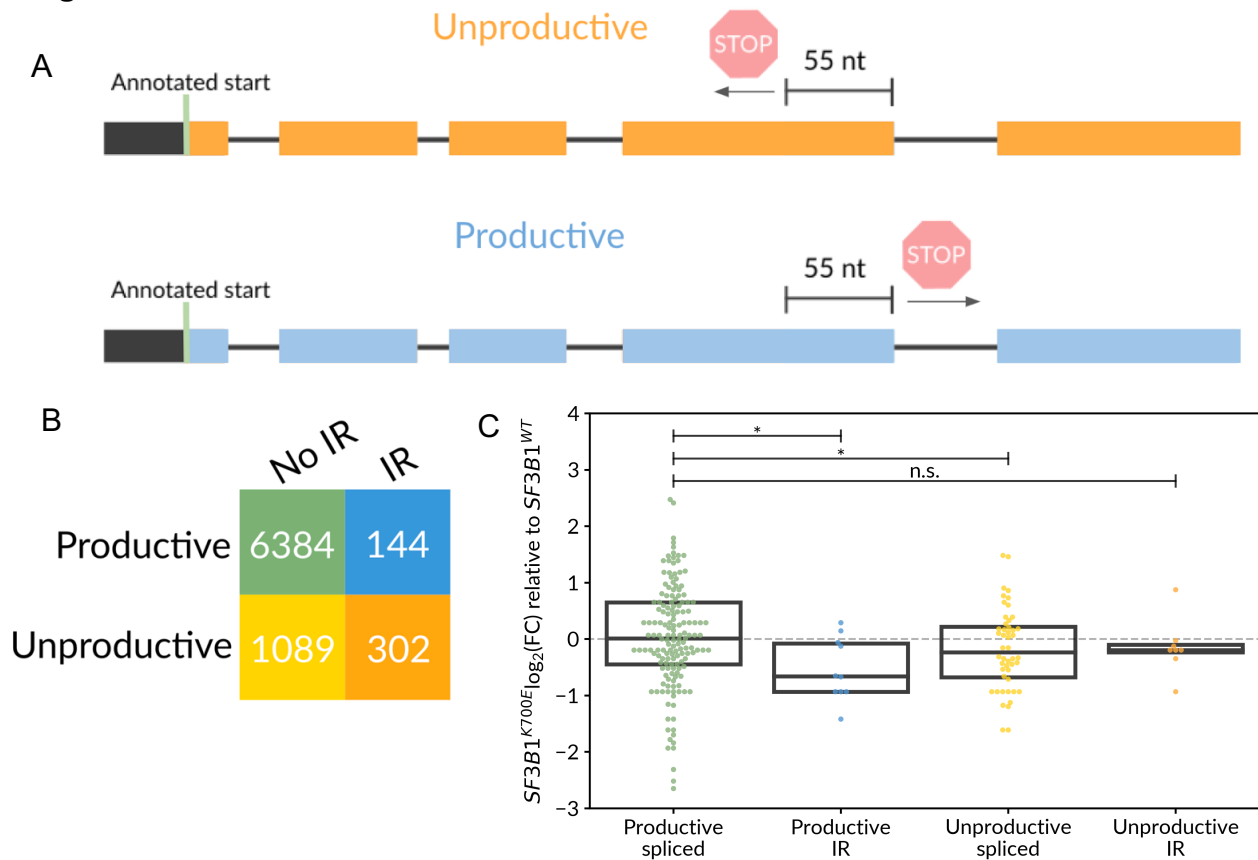 Unproductive
A
STOP
55 nt
Annotated start
Productive
STOP
55 nt
Annotated start
B
No IR
IR
Productive
6384
144
Unproductive
1089
302
C
SF3B1^K700E log₂(FC) relative to SF3B1^WT
4
3
2
1
0
−1
−2
−3
*
*
n.s.
Productive
spliced
Productive
IR
Unproductive
spliced
Unproductive
IR